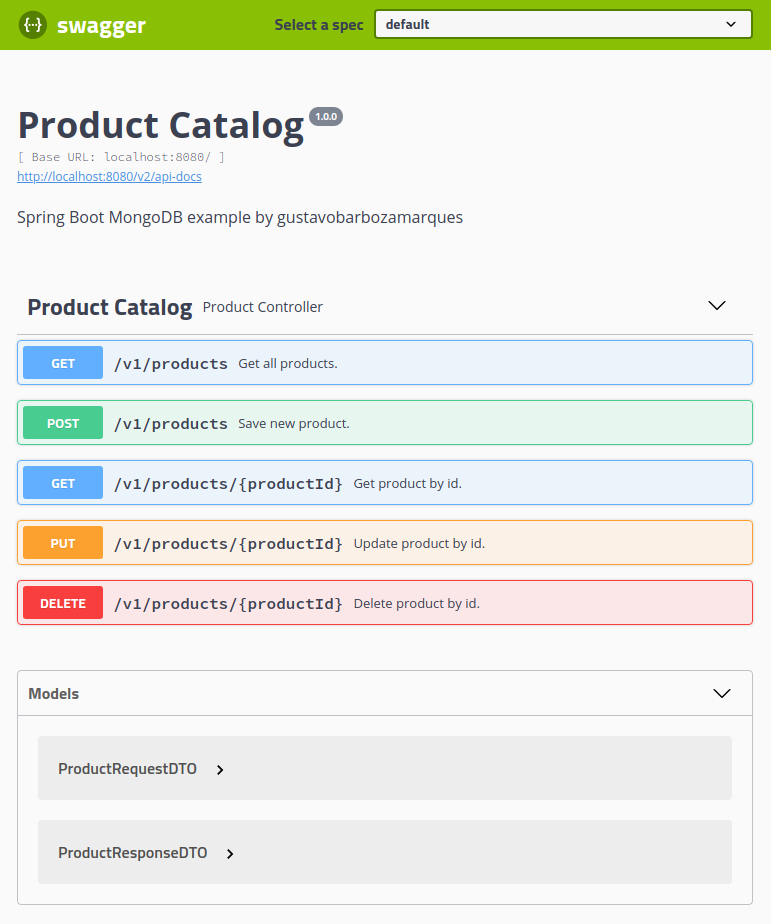 {···} swagger Select a spec default
Product Catalog 1.0.0
[ Base URL: localhost:8080/ ]
http://localhost:8080/v2/api-docs
Spring Boot MongoDB example by gustavobarbozamarques
Product Catalog Product Controller
GET /v1/products Get all products.
POST /v1/products Save new product.
GET /v1/products/{productId} Get product by id.
PUT /v1/products/{productId} Update product by id.
DELETE /v1/products/{productId} Delete product by id.
Models
ProductRequestDTO
ProductResponseDTO